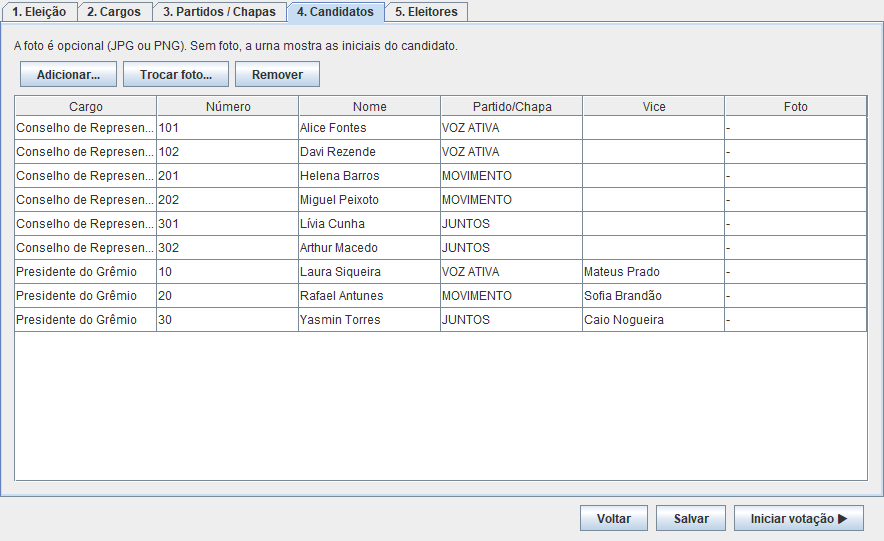 1. Eleição 2. Cargos 3. Partidos / Chapas 4. Candidatos 5. Eleitores
A foto é opcional (JPG ou PNG). Sem foto, a urna mostra as iniciais do candidato.
Adicionar... Trocar foto... Remover
Cargo Número Nome Partido/Chapa Vice Foto
Conselho de Represen... 101 Alice Fontes VOZ ATIVA -
Conselho de Represen... 102 Davi Rezende VOZ ATIVA -
Conselho de Represen... 201 Helena Barros MOVIMENTO -
Conselho de Represen... 202 Miguel Peixoto MOVIMENTO -
Conselho de Represen... 301 Lívia Cunha JUNTOS -
Conselho de Represen... 302 Arthur Macedo JUNTOS -
Presidente do Grêmio 10 Laura Siqueira VOZ ATIVA Mateus Prado -
Presidente do Grêmio 20 Rafael Antunes MOVIMENTO Sofia Brandão -
Presidente do Grêmio 30 Yasmin Torres JUNTOS Caio Nogueira -
Voltar Salvar Iniciar votação ▶